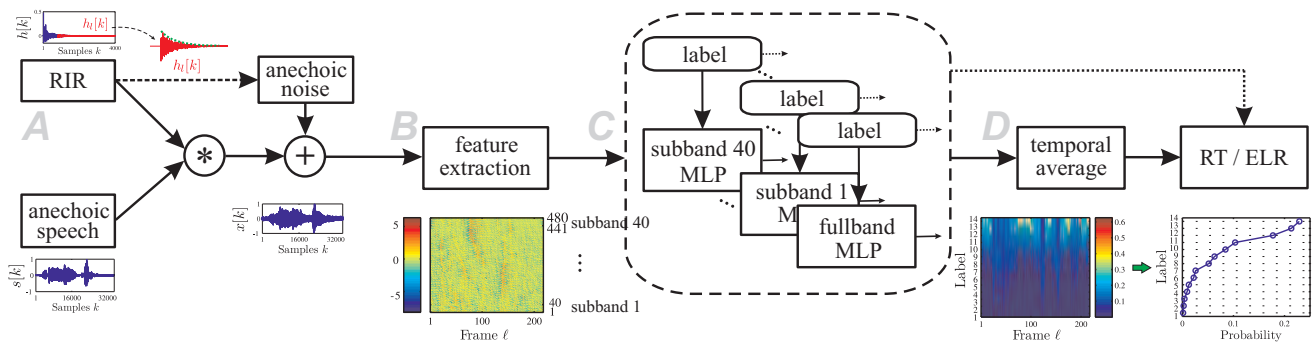 h[k]
1
0
-1
h_l[k]
1
4000
Samples k
h_l[k]
RIR
anechoic
noise
A
B
C
D
*
+
anechoic
speech
s[k]
1
0
-1
1
16000
32000
Samples k
x[k]
1
0
-1
1
16000
32000
Samples k
feature
extraction
5
0
-5
480
441
subband 40
40
1
subband 1
1
100
200
Frame ℓ
label
label
label
subband 40
MLP
subband 1
M
fullband
MLP
temporal
average
RT / ELR
Label
14
13
12
11
10
9
8
7
6
5
4
3
2
1
1
100
200
Frame ℓ
0.6
0.5
0.4
0.3
0.2
0.1
Label
14
13
12
11
10
9
8
7
6
5
4
3
2
1
0
0.1
0.2
Probability